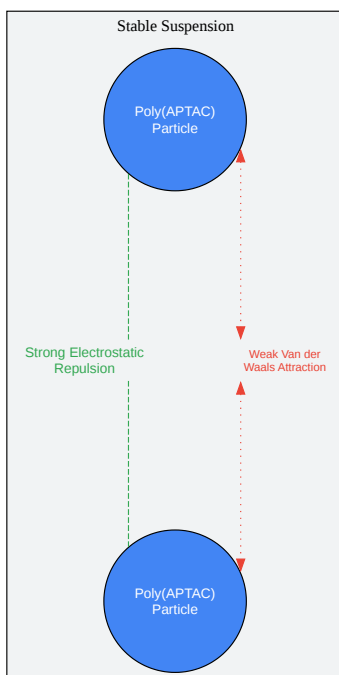 Stable Suspension
Poly(APTAC)
Particle
Strong Electrostatic
Repulsion
Weak Van der
Waals Attraction
Poly(APTAC)
Particle